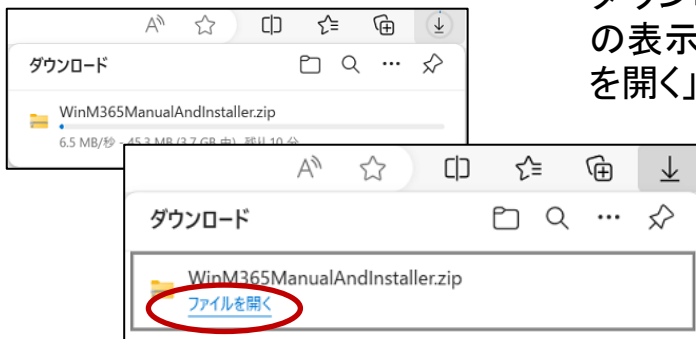 ダウンロード
WinM365ManualAndInstaller.zip
6.5 MB/秒 - 45.3 MB (3.7 GB 中)、残り 10 分
の表示
を開く」
ダウンロード
WinM365ManualAndInstaller.zip
ファイルを開く